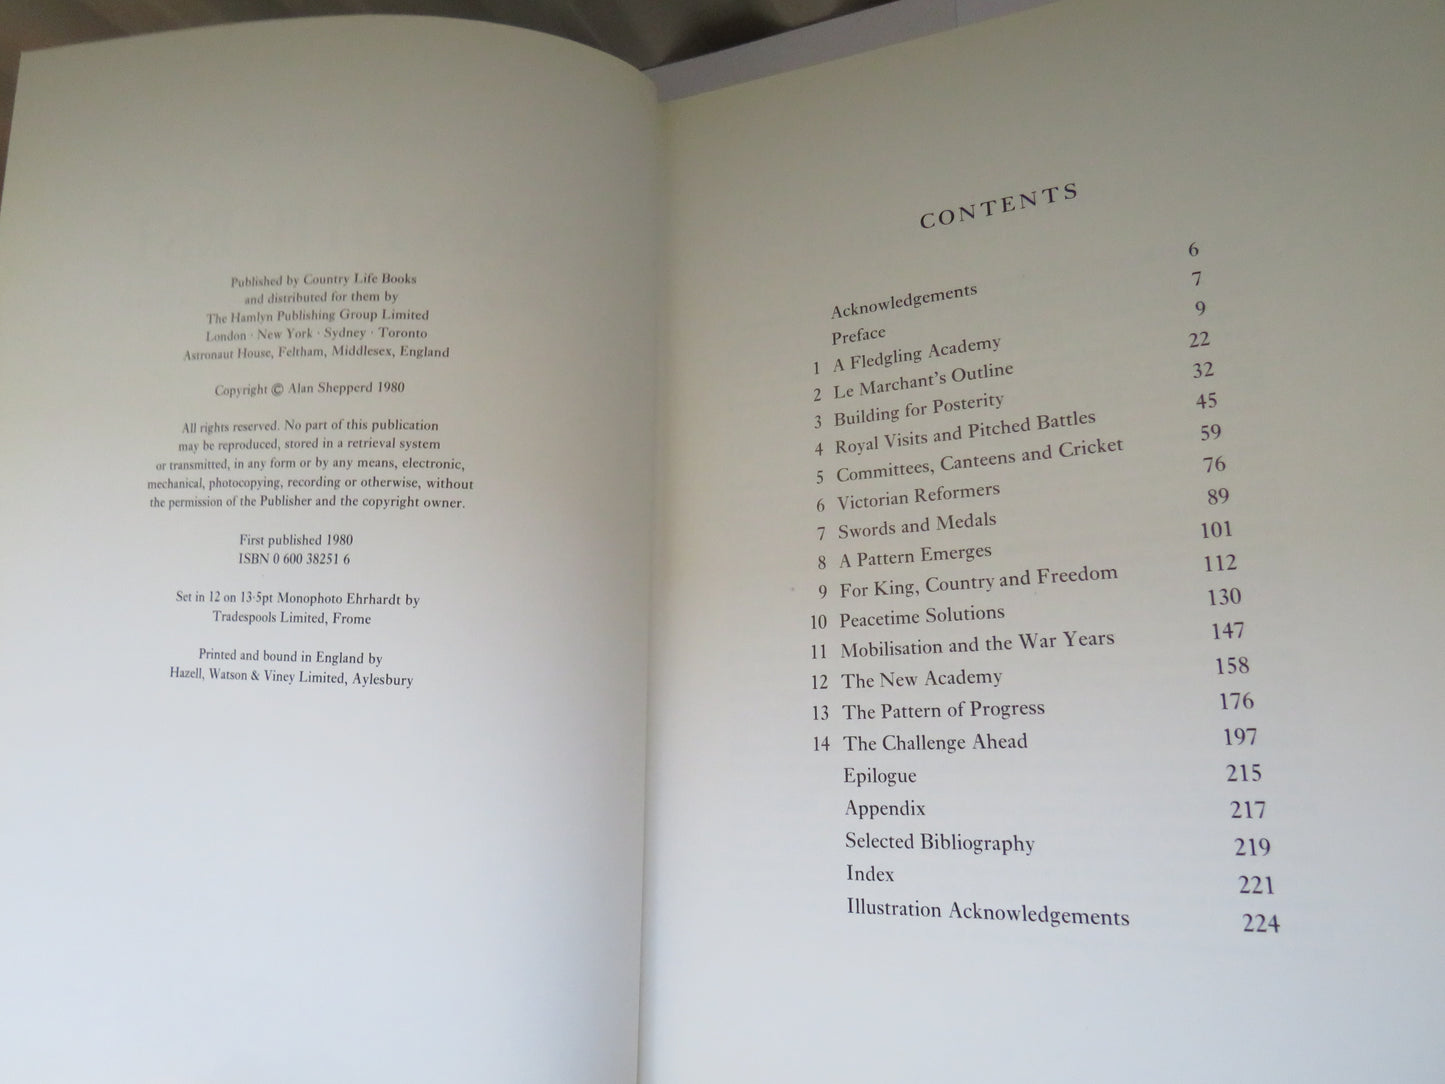 Published by Country Life Books
and distributed for them by
The Hamlyn Publishing Group Limited
London · New York · Sydney · Toronto
Astronaut House, Feltham, Middlesex, England
Copyright © Alan Shepperd 1980
All rights reserved. No part of this publication
may be reproduced, stored in a retrieval system
or transmitted, in any form or by any means, electronic,
mechanical, photocopying, recording or otherwise, without
the permission of the Publisher and the copyright owner.
First published 1980
ISBN 0 600 38251 6
Set in 12 on 13·5pt Monophoto Ehrhardt by
Tradespools Limited, Frome
Printed and bound in England by
Hazell, Watson & Viney Limited, Aylesbury
CONTENTS
Acknowledgements 6
Preface 7
1 A Fledgling Academy 9
2 Le Marchant's Outline 22
3 Building for Posterity 32
4 Royal Visits and Pitched Battles 45
5 Committees, Canteens and Cricket 59
6 Victorian Reformers 76
7 Swords and Medals 89
8 A Pattern Emerges 101
9 For King, Country and Freedom 112
10 Peacetime Solutions 130
11 Mobilisation and the War Years 147
12 The New Academy 158
13 The Pattern of Progress 176
14 The Challenge Ahead 197
Epilogue 215
Appendix 217
Selected Bibliography 219
Index 221
Illustration Acknowledgements 224